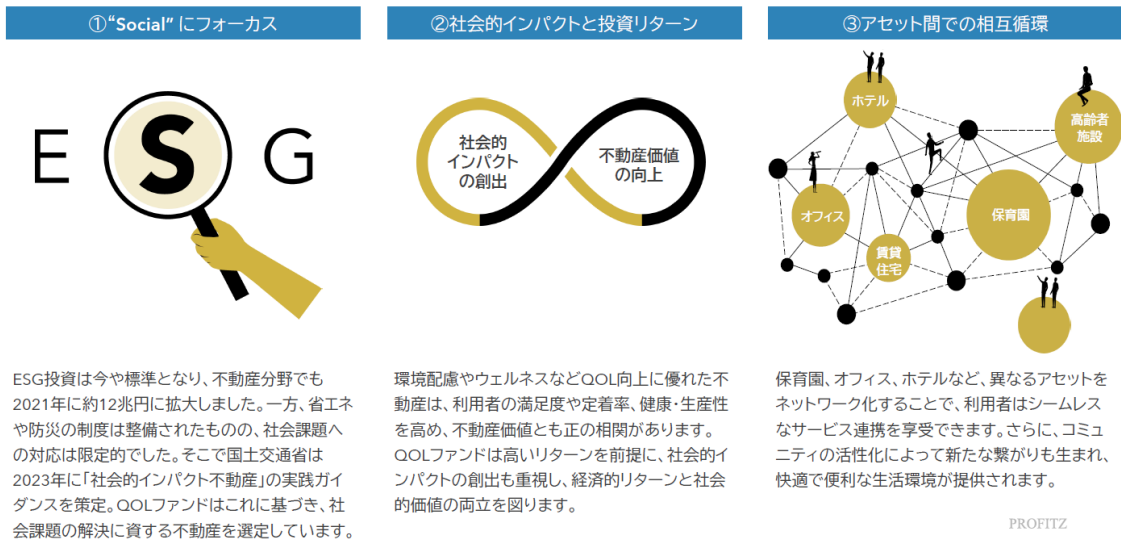 ①“Social” にフォーカス
E S G
ESG投資は今や標準となり、不動産分野でも
2021年に約12兆円に拡大しました。一方、省エネ
や防災の制度は整備されたものの、社会課題へ
の対応は限定的でした。そこで国土交通省は
2023年に「社会的インパクト不動産」の実践ガイ
ダンスを策定。QOLファンドはこれに基づき、社
会課題の解決に資する不動産を選定しています。
②社会的インパクトと投資リターン
社会的
インパクト
の創出
不動産価値
の向上
環境配慮やウェルネスなどQOL向上に優れた不
動産は、利用者の満足度や定着率、健康・生産性
を高め、不動産価値とも正の相関があります。
QOLファンドは高いリターンを前提に、社会的イ
ンパクトの創出も重視し、経済的リターンと社会
的価値の両立を図ります。
③アセット間での相互循環
ホテル
高齢者
施設
オフィス
保育園
賃貸
住宅
保育園、オフィス、ホテルなど、異なるアセットを
ネットワーク化することで、利用者はシームレス
なサービス連携を享受できます。さらに、コミュ
ニティの活性化によって新たな繋がりも生まれ、
快適で便利な生活環境が提供されます。
PROFITZ